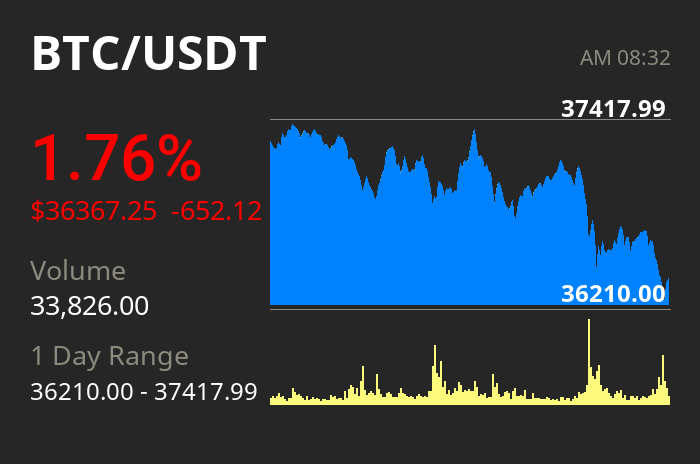 BTC/USDT
AM 08:32
37417.99
1.76%
$36367.25 -652.12
Volume
33,826.00
36210.00
1 Day Range
36210.00 - 37417.99